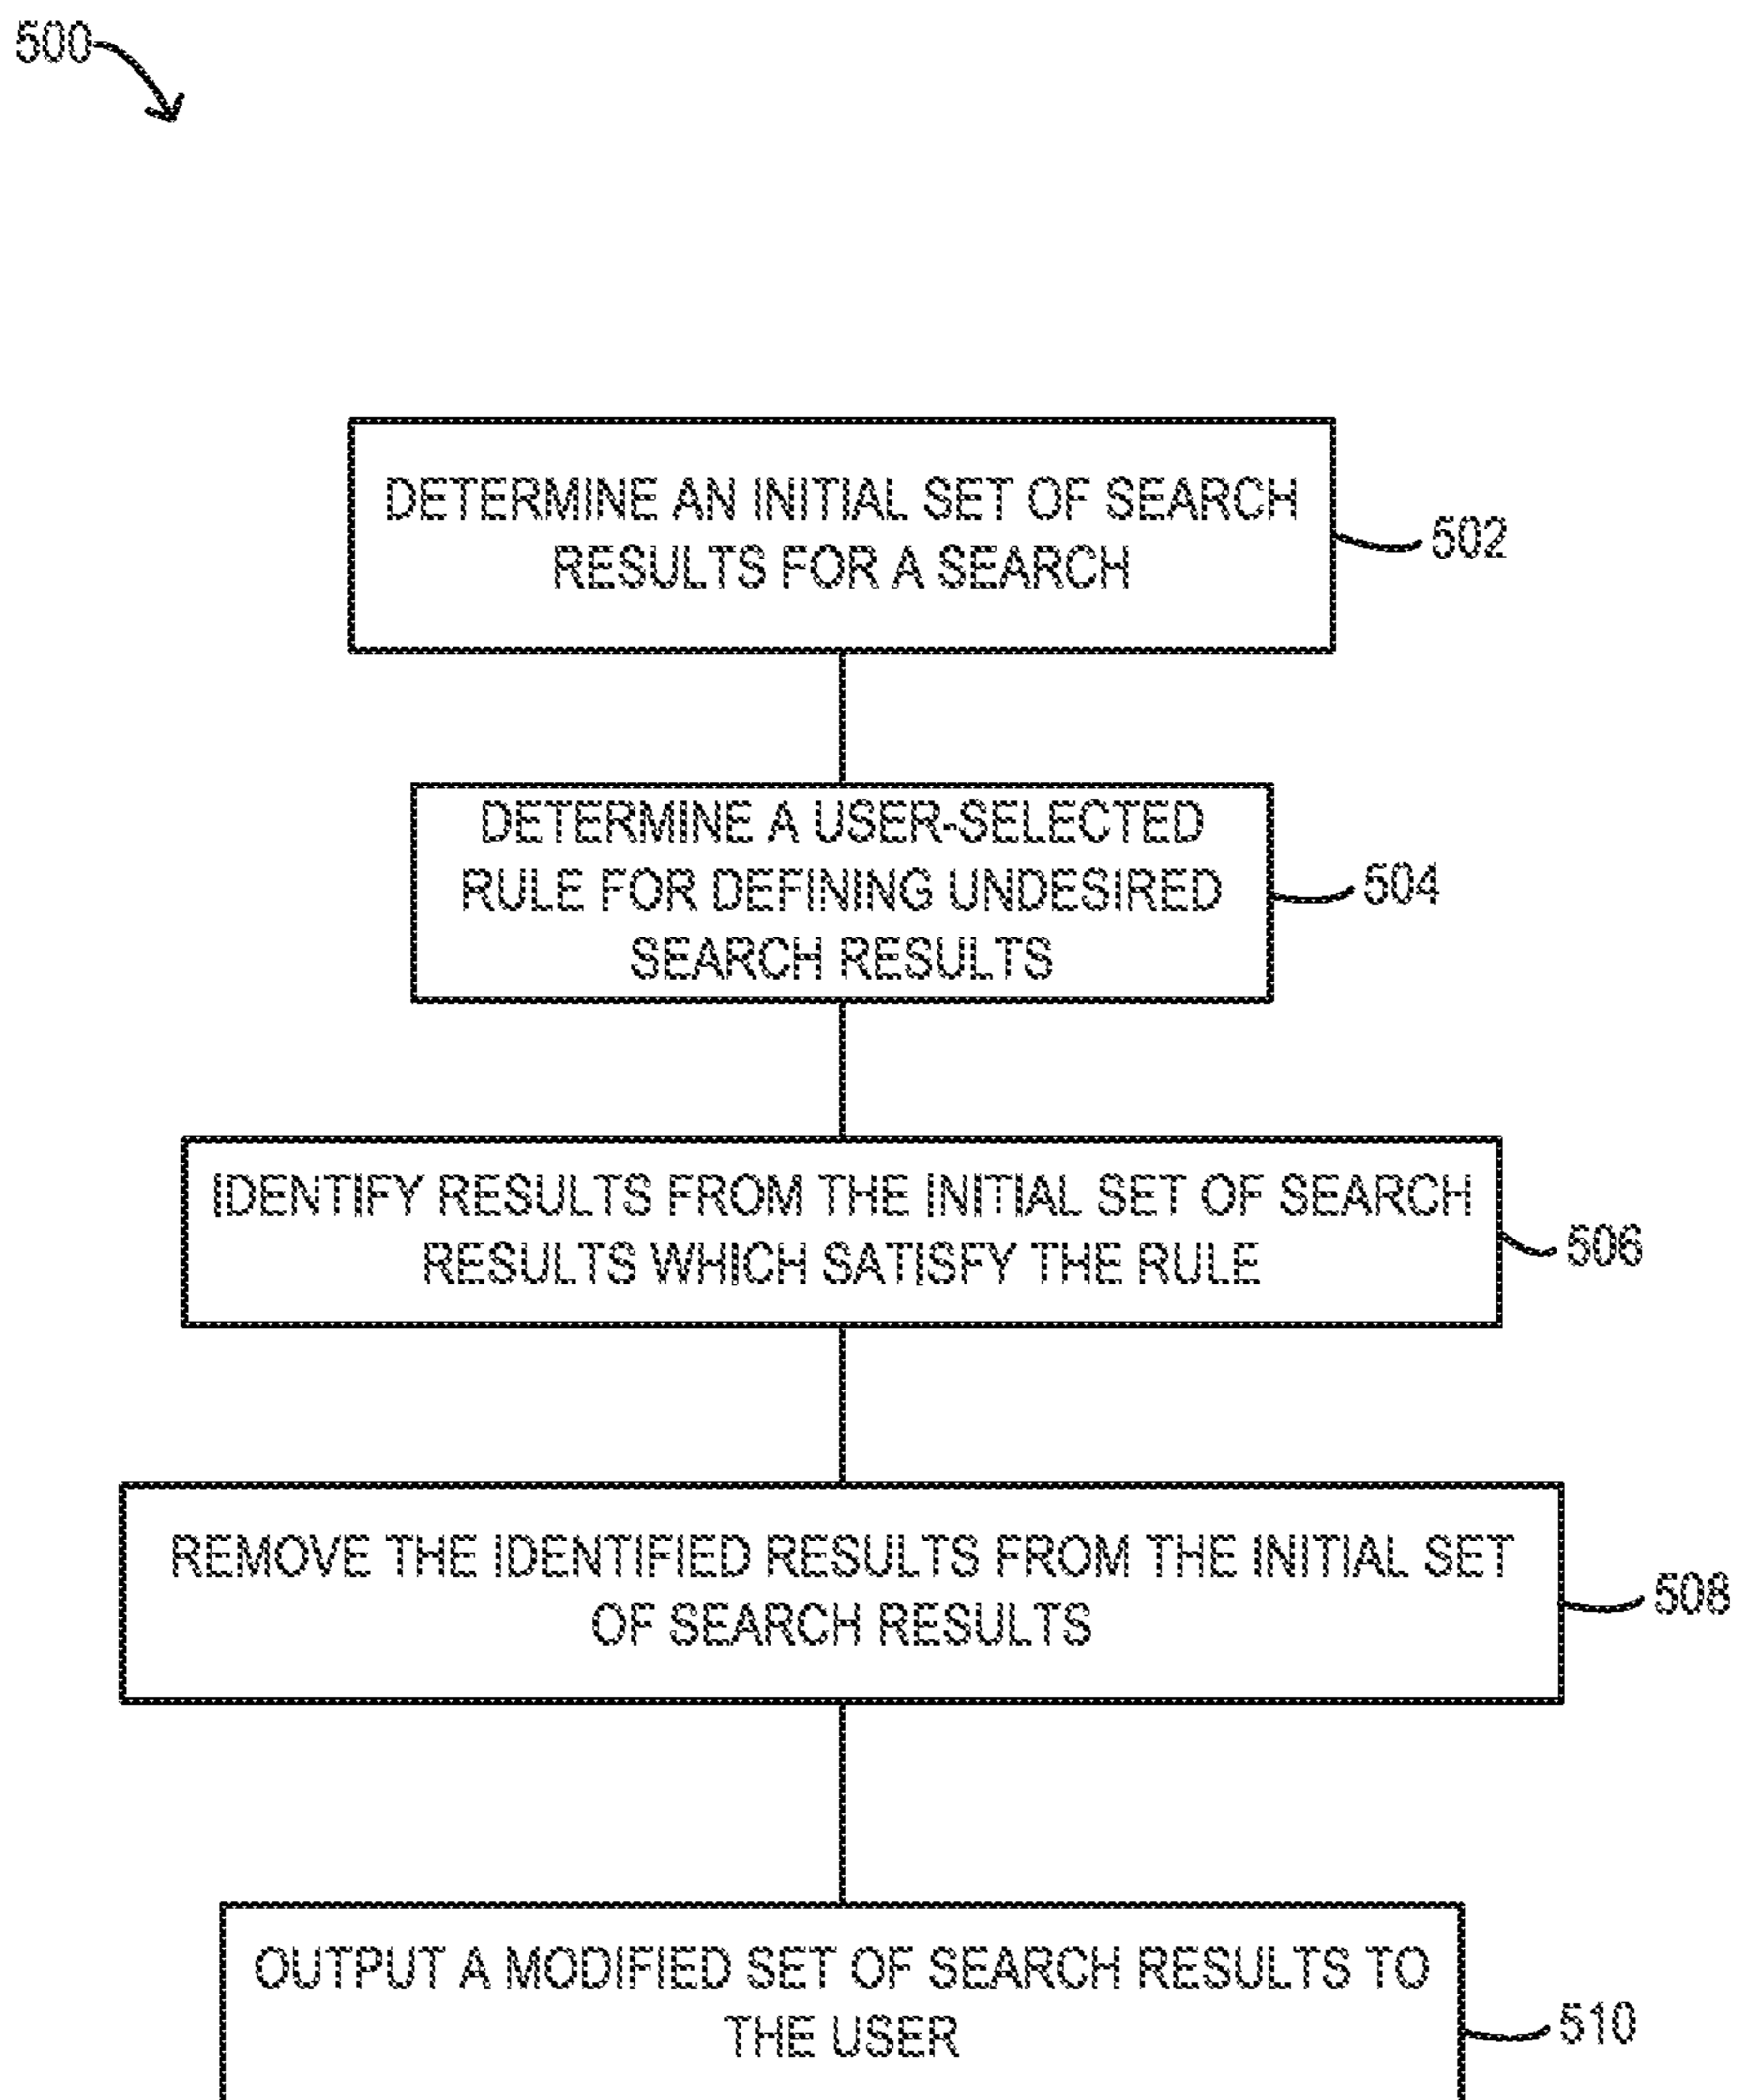 500
DETERMINE AN INITIAL SET OF SEARCH
RESULTS FOR A SEARCH
502
DETERMINE A USER-SELECTED
RULE FOR DEFINING UNDESIRED
SEARCH RESULTS
504
IDENTIFY RESULTS FROM THE INITIAL SET OF SEARCH
RESULTS WHICH SATISFY THE RULE
506
REMOVE THE IDENTIFIED RESULTS FROM THE INITIAL SET
OF SEARCH RESULTS
508
OUTPUT A MODIFIED SET OF SEARCH RESULTS TO
THE USER
510